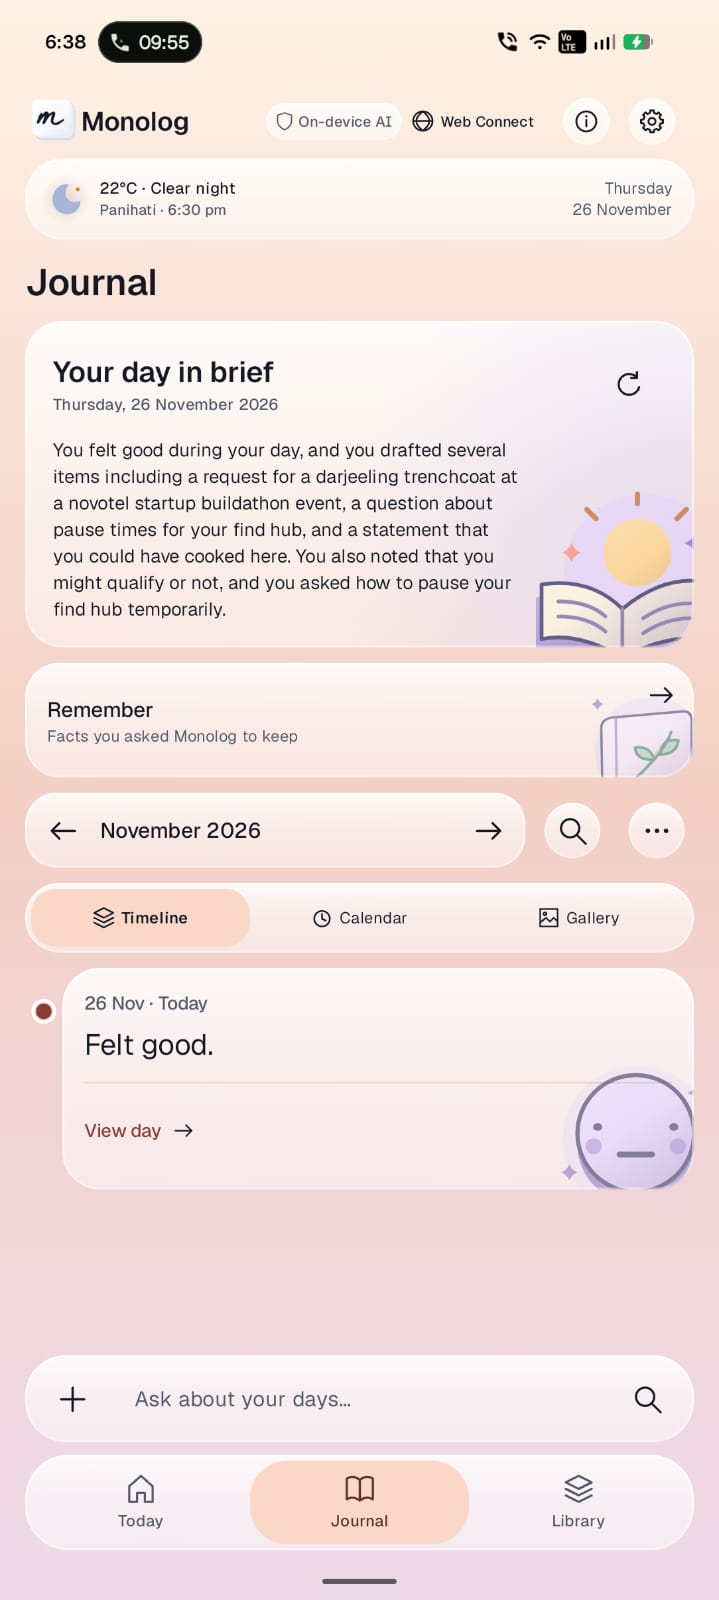 6:38
09:55
Vo
LTE
Monolog
On-device AI
Web Connect
22°C · Clear night
Panihati · 6:30 pm
Thursday
26 November
Journal
Your day in brief
Thursday, 26 November 2026
You felt good during your day, and you drafted several
items including a request for a darjeeling trenchcoat at
a novotel startup buildathon event, a question about
pause times for your find hub, and a statement that
you could have cooked here. You also noted that you
might qualify or not, and you asked how to pause your
find hub temporarily.
Remember
Facts you asked Monolog to keep
November 2026
Timeline
Calendar
Gallery
26 Nov · Today
Felt good.
View day
Ask about your days...
Today
Journal
Library